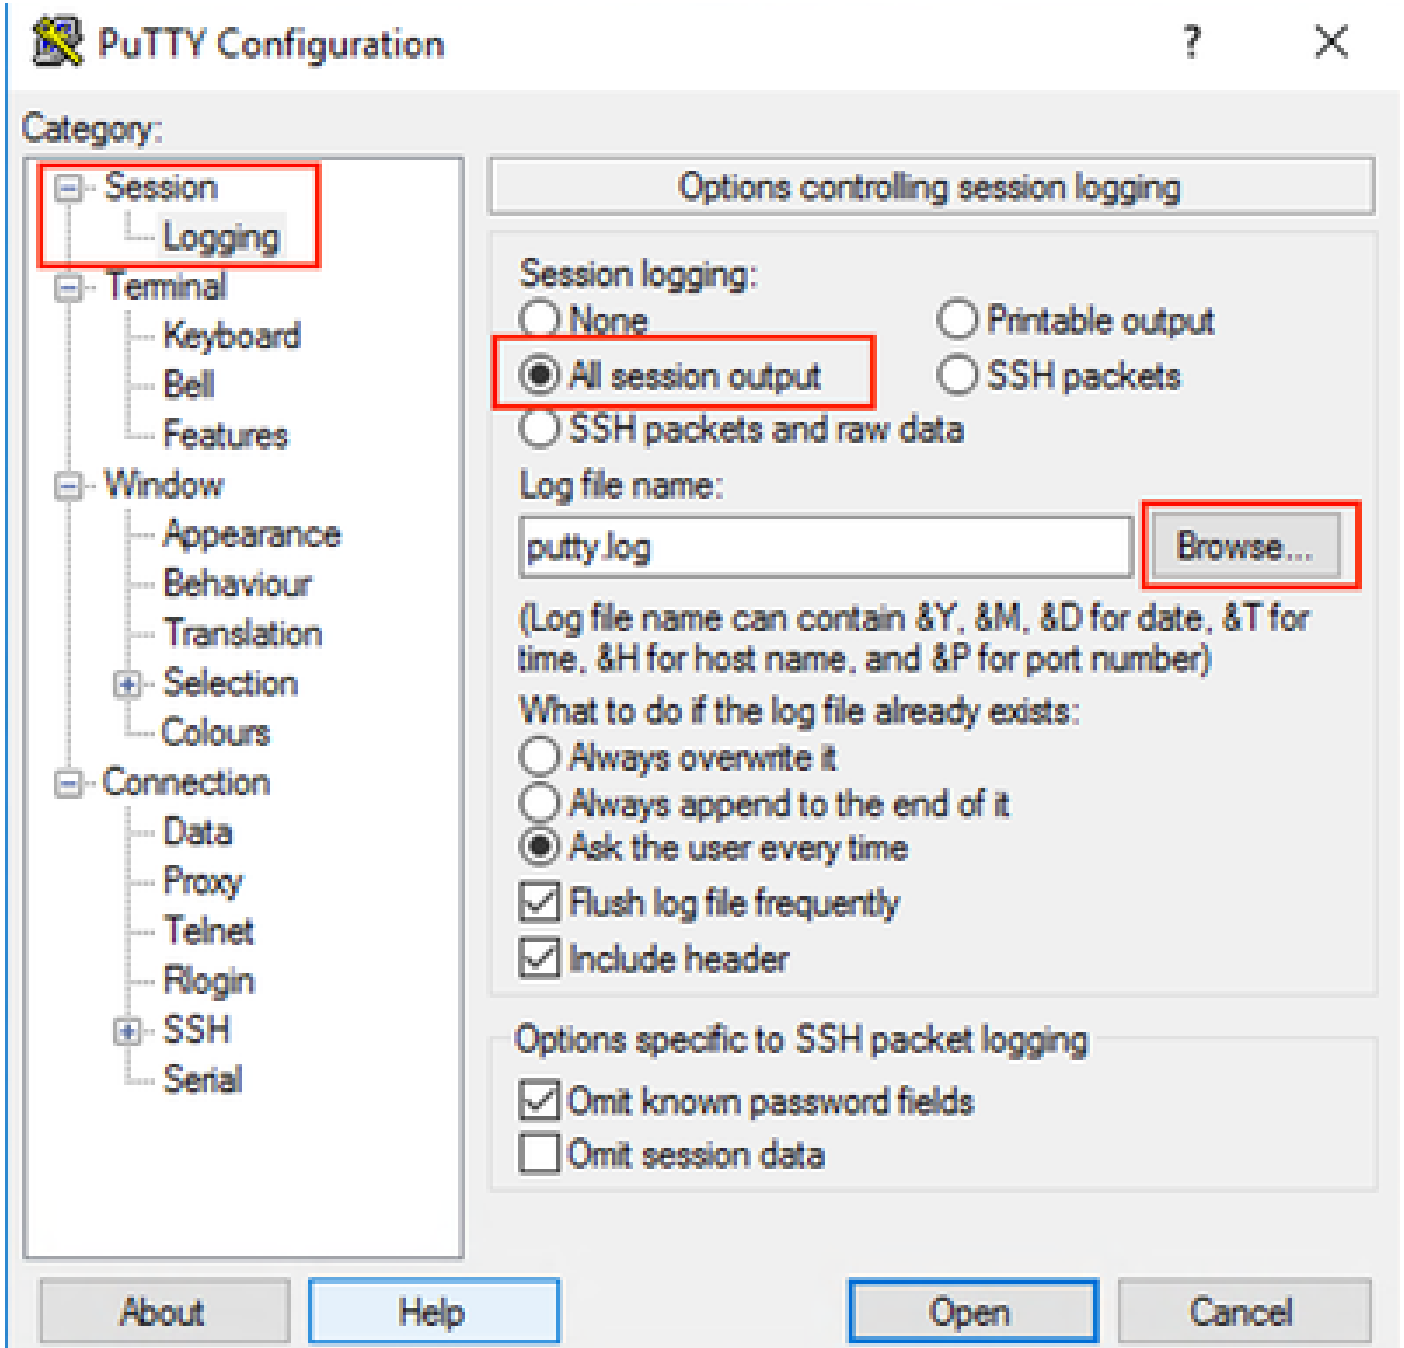 PuTTY Configuration
?
Category:
Session
Logging
Terminal
Keyboard
Bell
Features
Window
Appearance
Behaviour
Translation
Selection
Colours
Connection
Data
Proxy
Telnet
Rlogin
SSH
Serial
Options controlling session logging
Session logging:
None
Printable output
All session output
SSH packets
SSH packets and raw data
Log file name:
putty.log
Browse...
(Log file name can contain &Y, &M, &D for date, &T for
time, &H for host name, and &P for port number)
What to do if the log file already exists:
Always overwrite it
Always append to the end of it
Ask the user every time
Flush log file frequently
Include header
Options specific to SSH packet logging
Omit known password fields
Omit session data
About
Help
Open
Cancel